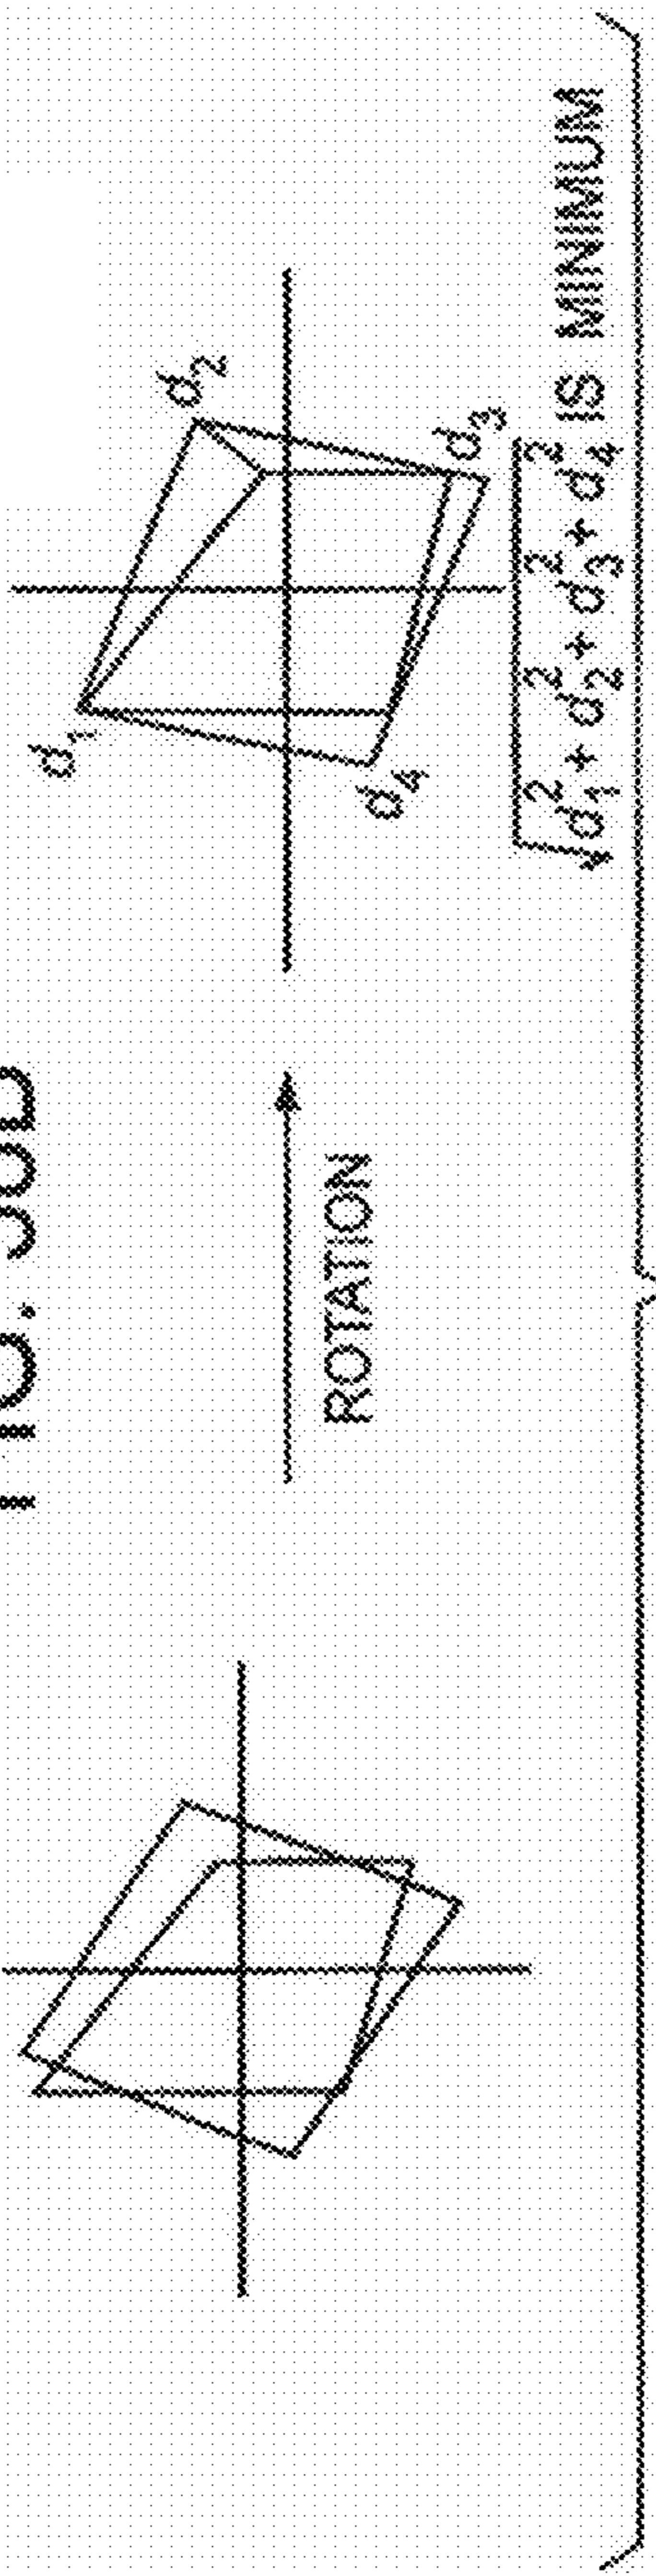 d1
d2
d3
d4
ROTATION
√d1² + d2² + d3² + d4² IS MINIMUM